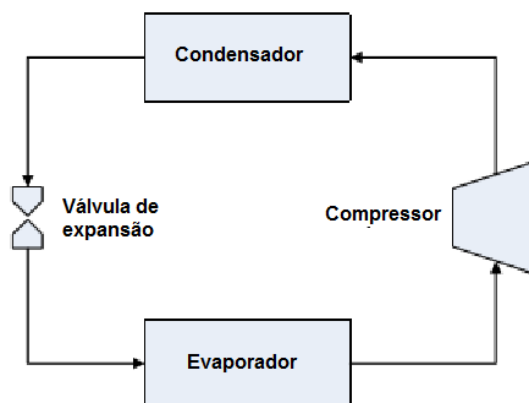 Condensador
Válvula de
expansão
Compressor
Evaporador